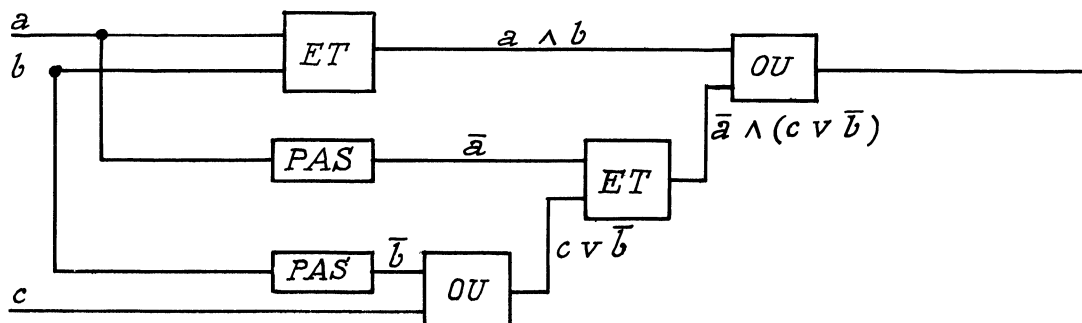 a
ET
a ∧ b
OU
b
a̅ ∧ (c ∨ b̅)
PAS
a̅
ET
c ∨ b̅
PAS
b̅
OU
c